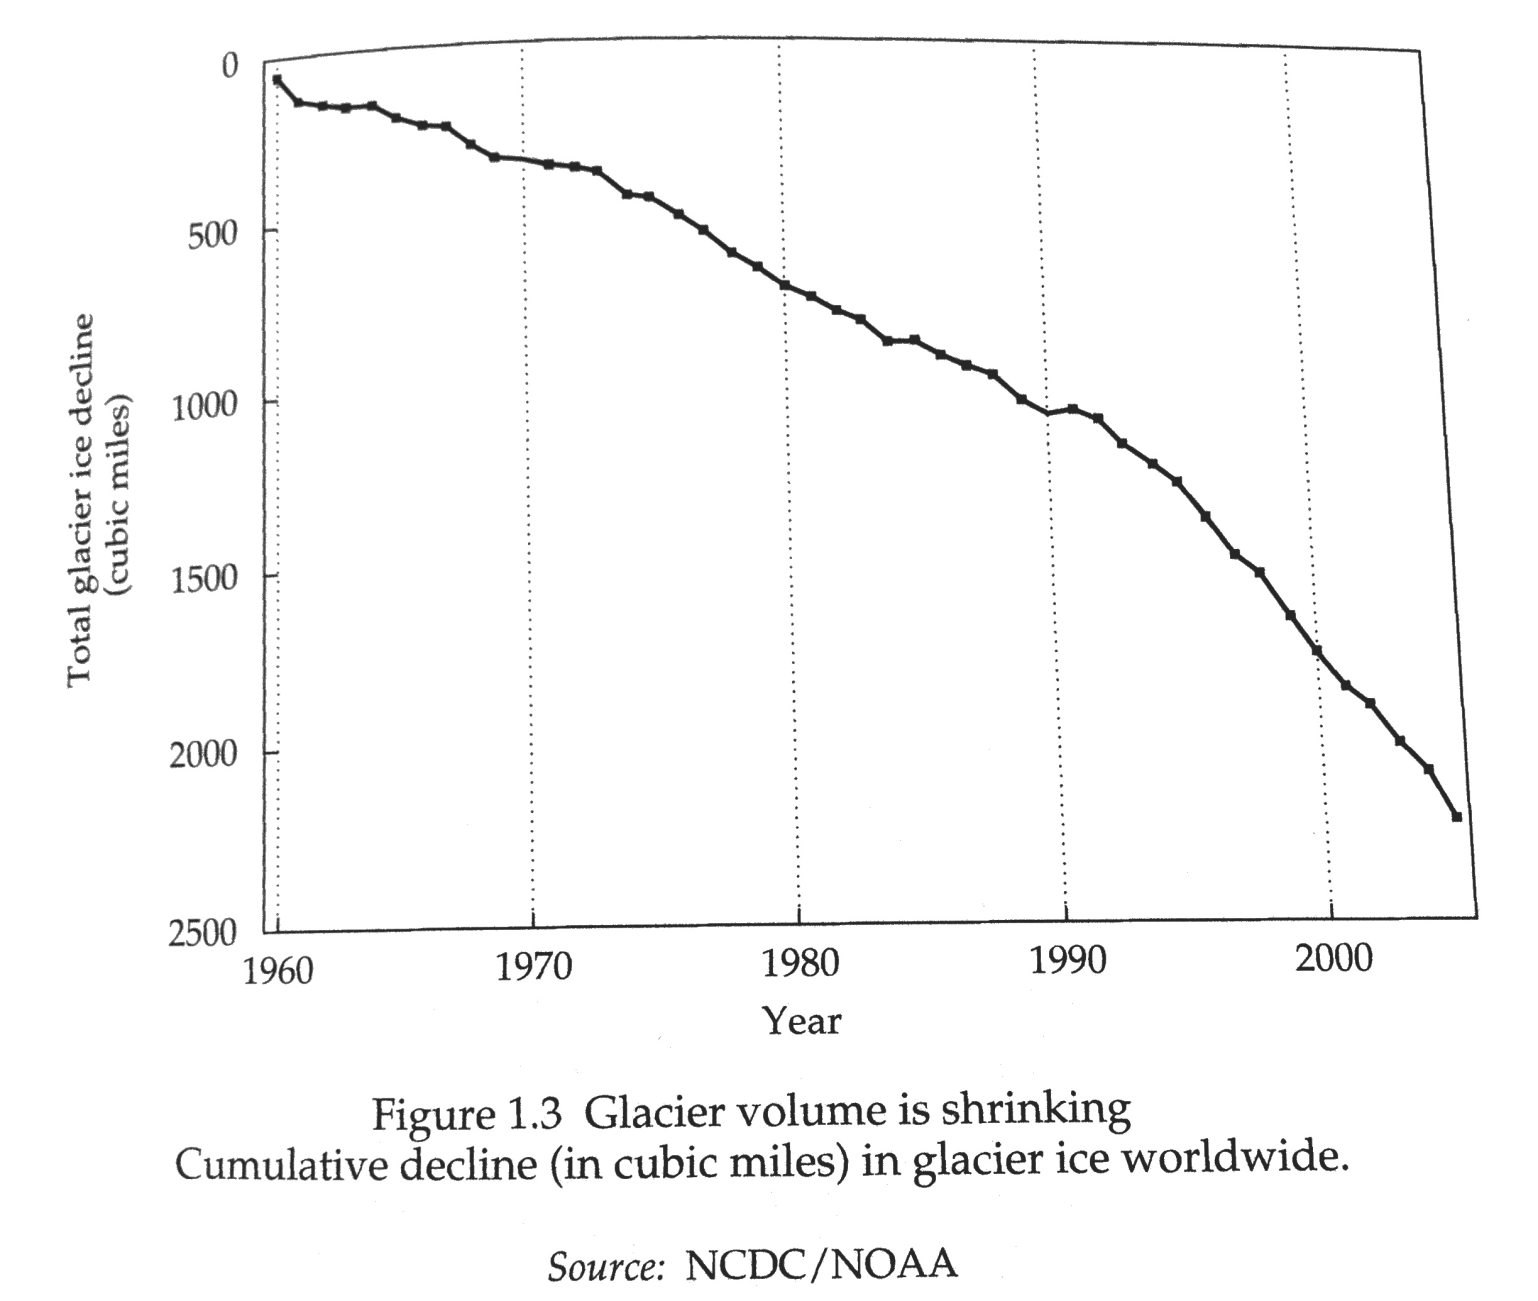 0
500
1000
1500
2000
2500
Total glacier ice decline
(cubic miles)
1960 1970 1980 1990 2000
Year
Figure 1.3 Glacier volume is shrinking
Cumulative decline (in cubic miles) in glacier ice worldwide.
Source: NCDC/NOAA